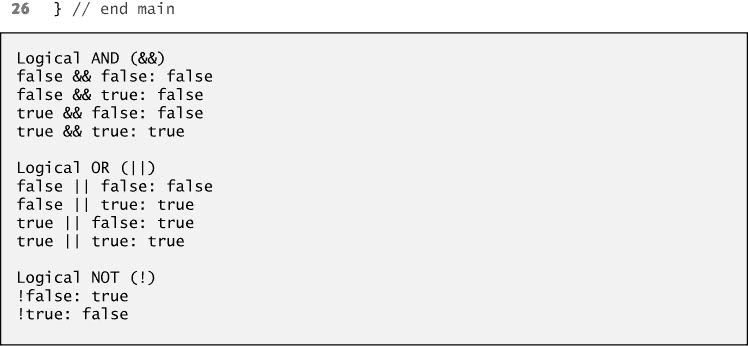 26 } // end main
Logical AND (&&)
false && false: false
false && true: false
true && false: false
true && true: true
Logical OR (||)
false || false: false
false || true: true
true || false: true
true || true: true
Logical NOT (!)
!false: true
!true: false